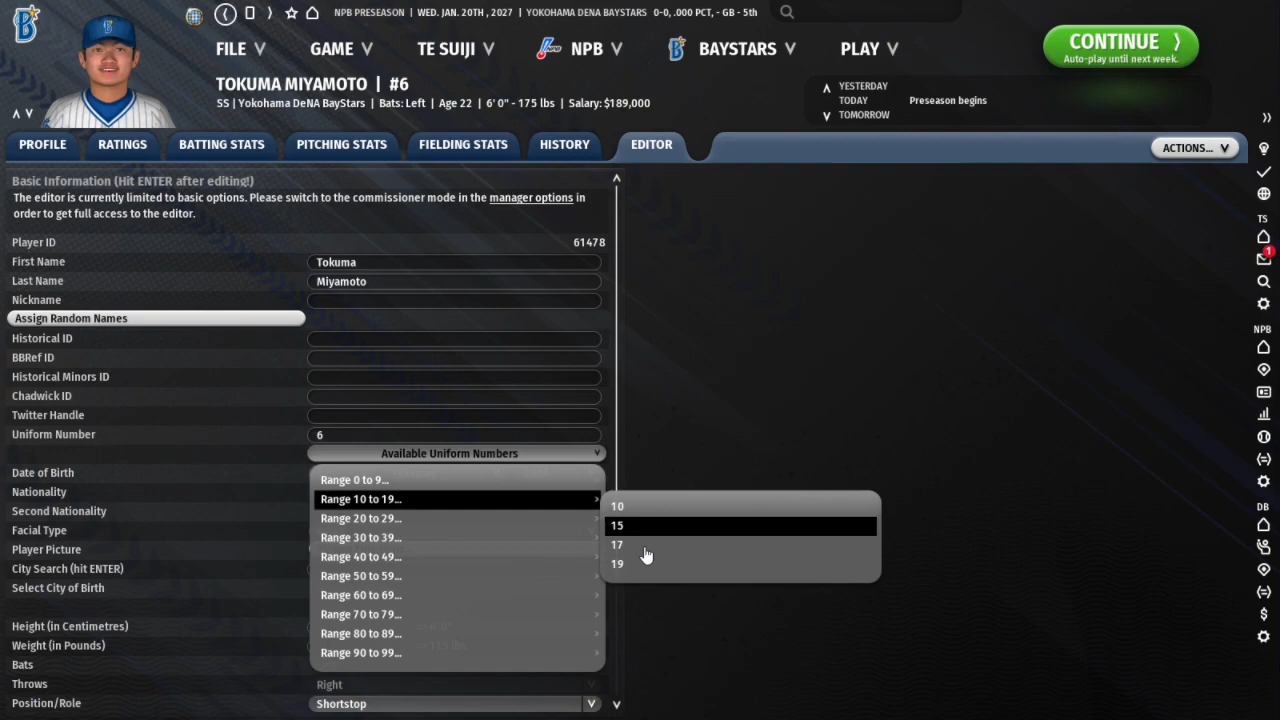 NPB PRESEASON | WED. JAN. 20TH, 2027 | YOKOHAMA DENA BAYSTARS 0-0, .000 PCT, - GB - 5th
FILE GAME TE SUIJI NPB BAYSTARS PLAY
CONTINUE
Auto-play until next week.
TOKUMA MIYAMOTO | #6
SS | Yokohama DeNA BayStars | Bats: Left | Age 22 | 6' 0" - 175 lbs | Salary: $189,000
YESTERDAY
TODAY Preseason begins
TOMORROW
PROFILE RATINGS BATTING STATS PITCHING STATS FIELDING STATS HISTORY EDITOR ACTIONS...
Basic Information (Hit ENTER after editing!)
The editor is currently limited to basic options. Please switch to the commissioner mode in the manager options in
order to get full access to the editor.
Player ID 61478
First Name Tokuma
Last Name Miyamoto
Nickname
Assign Random Names
Historical ID
BBRef ID
Historical Minors ID
Chadwick ID
Twitter Handle
Uniform Number 6
Available Uniform Numbers
Date of Birth
Nationality
Second Nationality
Facial Type
Player Picture
City Search (hit ENTER)
Select City of Birth
Height (in Centimetres)
Weight (in Pounds)
Bats
Throws Right
Position/Role Shortstop
Range 0 to 9...
Range 10 to 19...
Range 20 to 29...
Range 30 to 39...
Range 40 to 49...
Range 50 to 59...
Range 60 to 69...
Range 70 to 79...
Range 80 to 89...
Range 90 to 99...
10
15
17
19
1
TS
NPB
DB